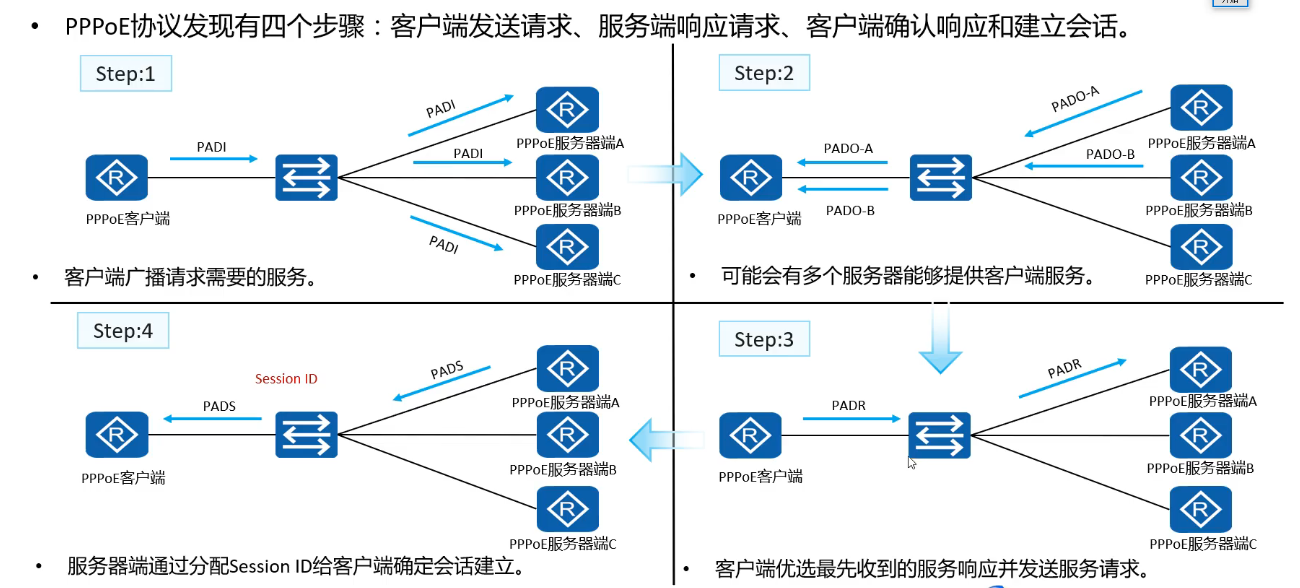 • PPPoE协议发现有四个步骤：客户端发送请求、服务端响应请求、客户端确认响应和建立会话。
Step:1
PADI
PADI
PADI
PADI
PPPoE客户端
PPPoE服务器端A
PPPoE服务器端B
PPPoE服务器端C
• 客户端广播请求需要的服务。
Step:2
PADO-A
PADO-B
PADO-A
PADO-B
PPPoE客户端
PPPoE服务器端A
PPPoE服务器端B
PPPoE服务器端C
• 可能会有多个服务器能够提供客户端服务。
Step:3
PADR
PADR
PPPoE客户端
PPPoE服务器端A
PPPoE服务器端B
PPPoE服务器端C
• 客户端优选最先收到的服务响应并发送服务请求。
Step:4
Session ID
PADS
PADS
PPPoE客户端
PPPoE服务器端A
PPPoE服务器端B
PPPoE服务器端C
• 服务器端通过分配Session ID给客户端确定会话建立。